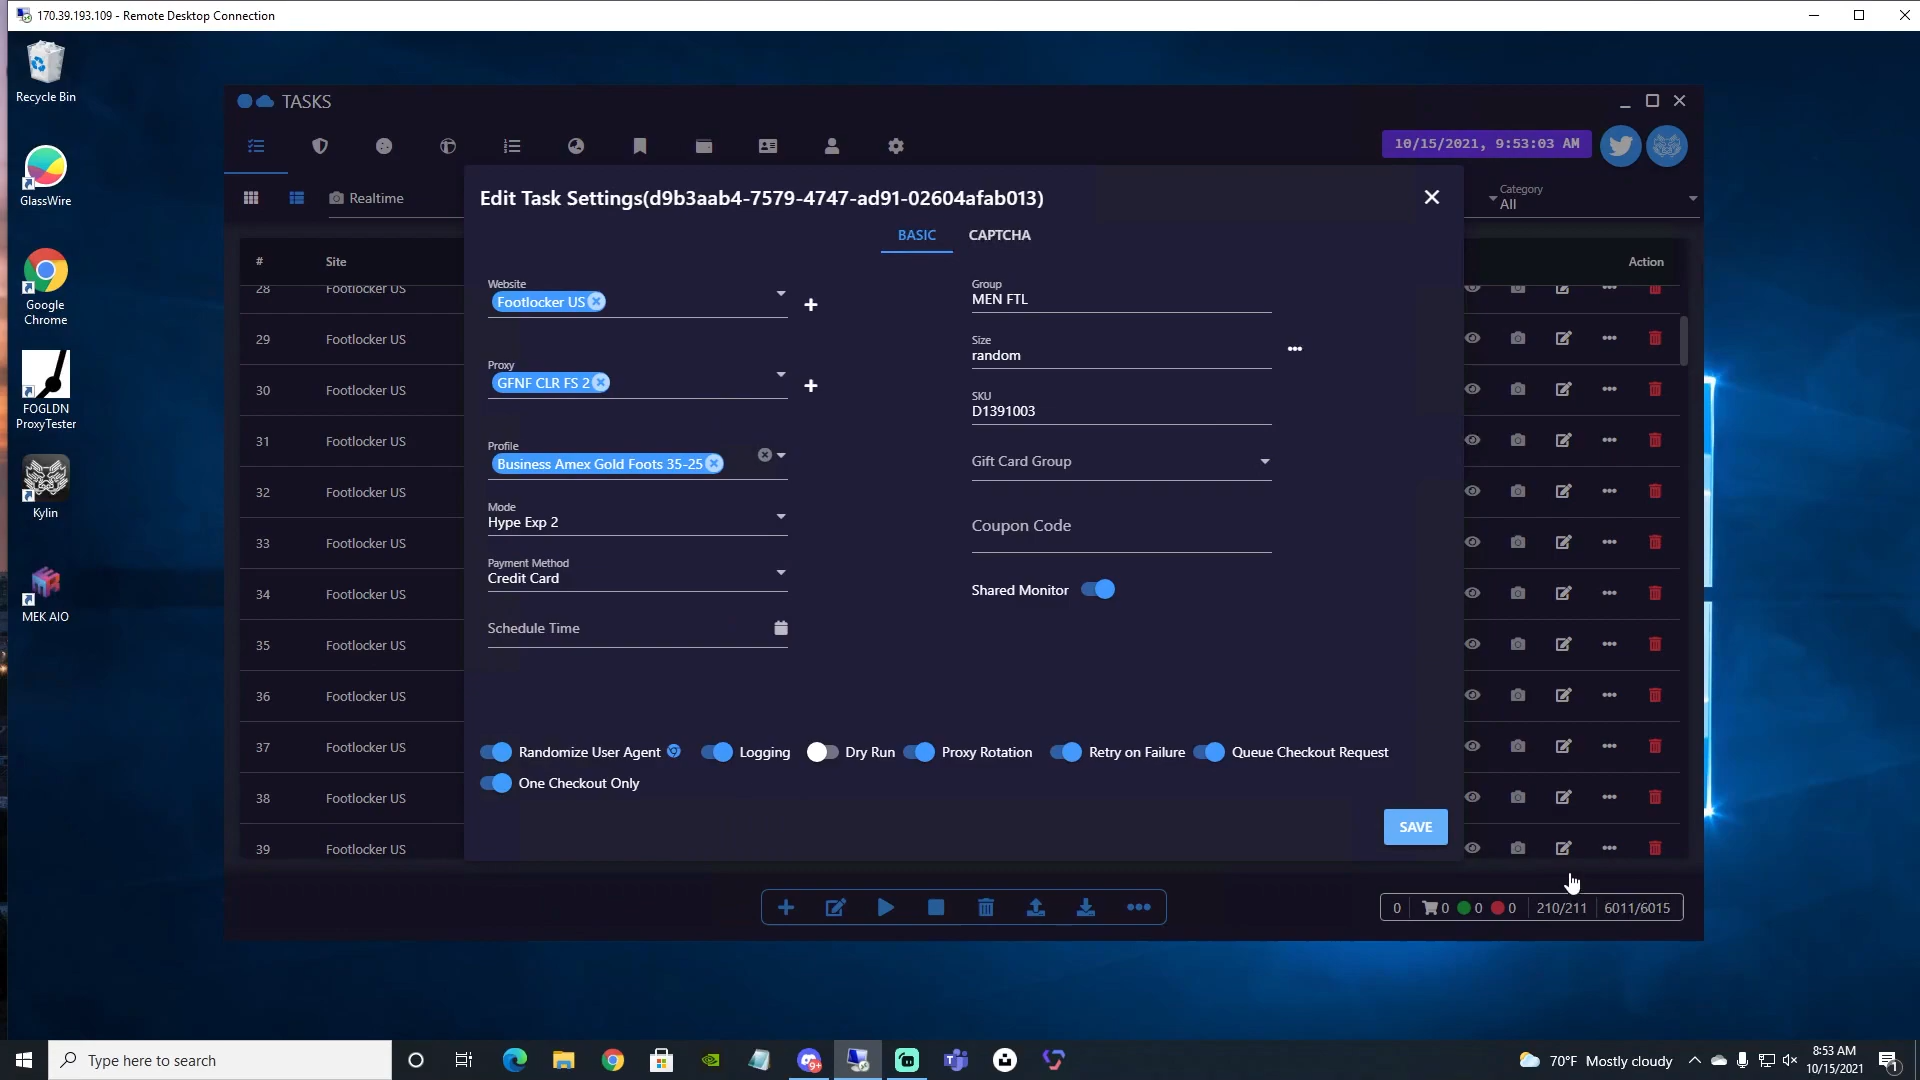 170.39.193.109 - Remote Desktop Connection
Recycle Bin
GlassWire
Google
Chrome
FOGLDN
ProxyTester
Kylin
MEK AIO
TASKS
10/15/2021, 9:53:03 AM
Realtime
Category
All
# Site Action
28 Footlocker US
29 Footlocker US
30 Footlocker US
31 Footlocker US
32 Footlocker US
33 Footlocker US
34 Footlocker US
35 Footlocker US
36 Footlocker US
37 Footlocker US
38 Footlocker US
39 Footlocker US
Edit Task Settings(d9b3aab4-7579-4747-ad91-02604afab013)
BASIC CAPTCHA
Website
Footlocker US
Proxy
GFNF CLR FS 2
Profile
Business Amex Gold Foots 35-25
Mode
Hype Exp 2
Payment Method
Credit Card
Schedule Time
Group
MEN FTL
Size
random
SKU
D1391003
Gift Card Group
Coupon Code
Shared Monitor
Randomize User Agent Logging Dry Run Proxy Rotation Retry on Failure Queue Checkout Request
One Checkout Only
SAVE
0 0 0 0 210/211 6011/6015
Type here to search
9+
70°F Mostly cloudy
8:53 AM
10/15/2021
1